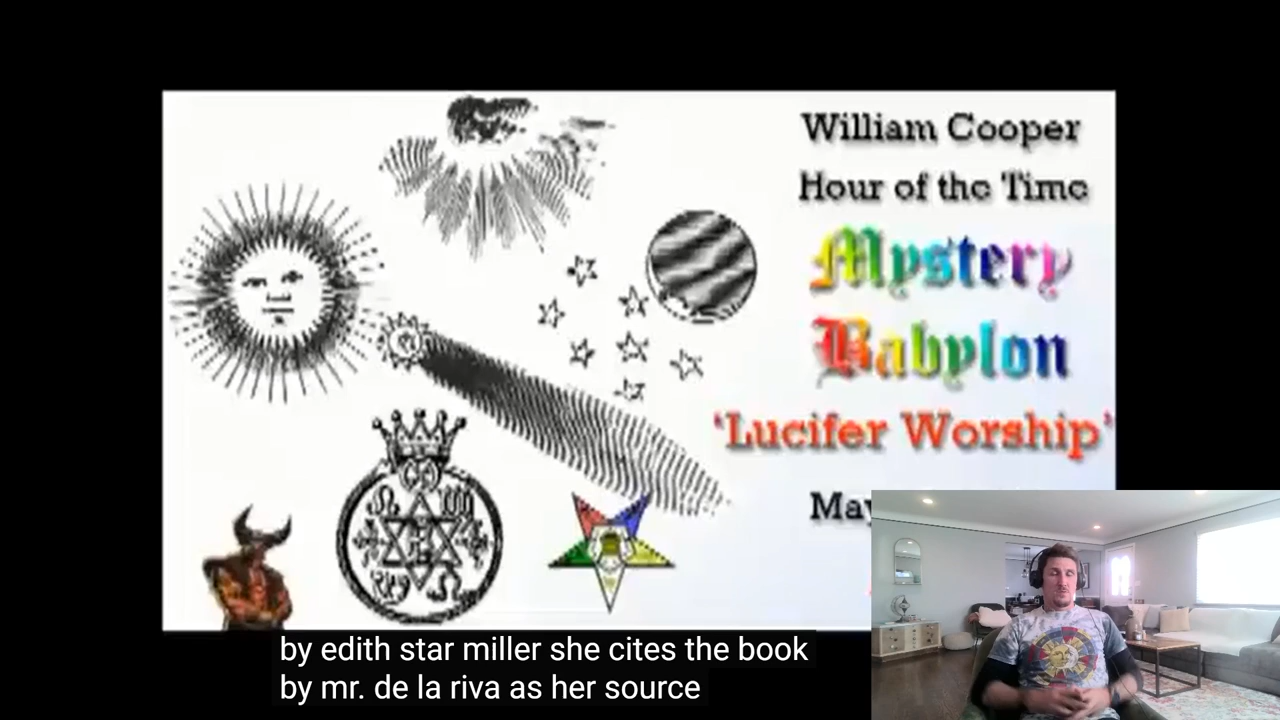 William Cooper
Hour of the Time
Mystery
Babylon
'Lucifer Worship'
May
by edith star miller she cites the book
by mr. de la riva as her source